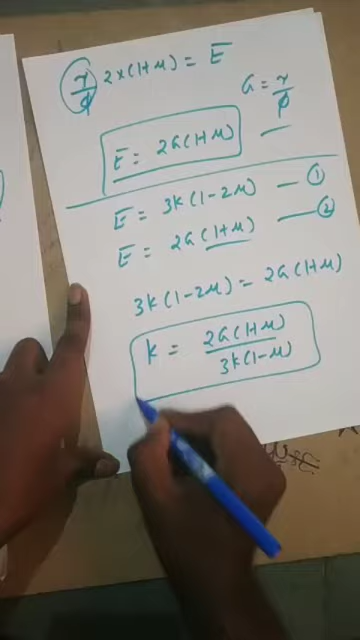 τ/ϕ 2×(1+μ) = E
G = τ/ϕ
E = 2G(1+μ)
E = 3K(1-2μ) — ①
E = 2G(1+μ) — ②
3K(1-2μ) = 2G(1+μ)
K = 2G(1+μ)/3K(1-μ)